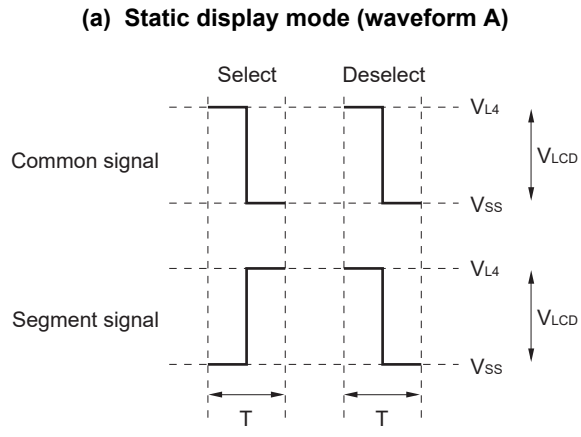 (a) Static display mode (waveform A)
Select Deselect
VL4
Common signal VLCD
VSS
VL4
Segment signal VLCD
VSS
T T